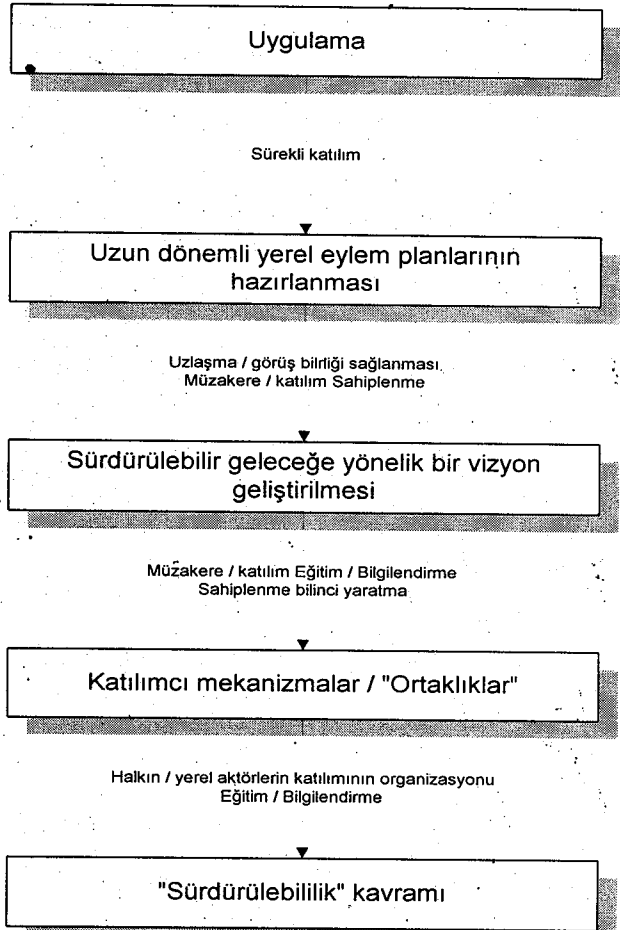 Uygulama
Sürekli katılım
Uzun dönemli yerel eylem planlarının
hazırlanması
Uzlaşma / görüş bilrliği sağlanması
Müzakere / katılım Sahiplenme
Sürdürülebilir geleceğe yönelik bir vizyon
geliştirilmesi
Müzakere / katılım Eğitim / Bilgilendirme
Sahiplenme bilinci yaratma
Katılımcı mekanizmalar / "Ortaklıklar"
Halkın / yerel aktörlerin katılımının organizasyonu
Eğitim / Bilgilendirme
"Sürdürülebililik" kavramı